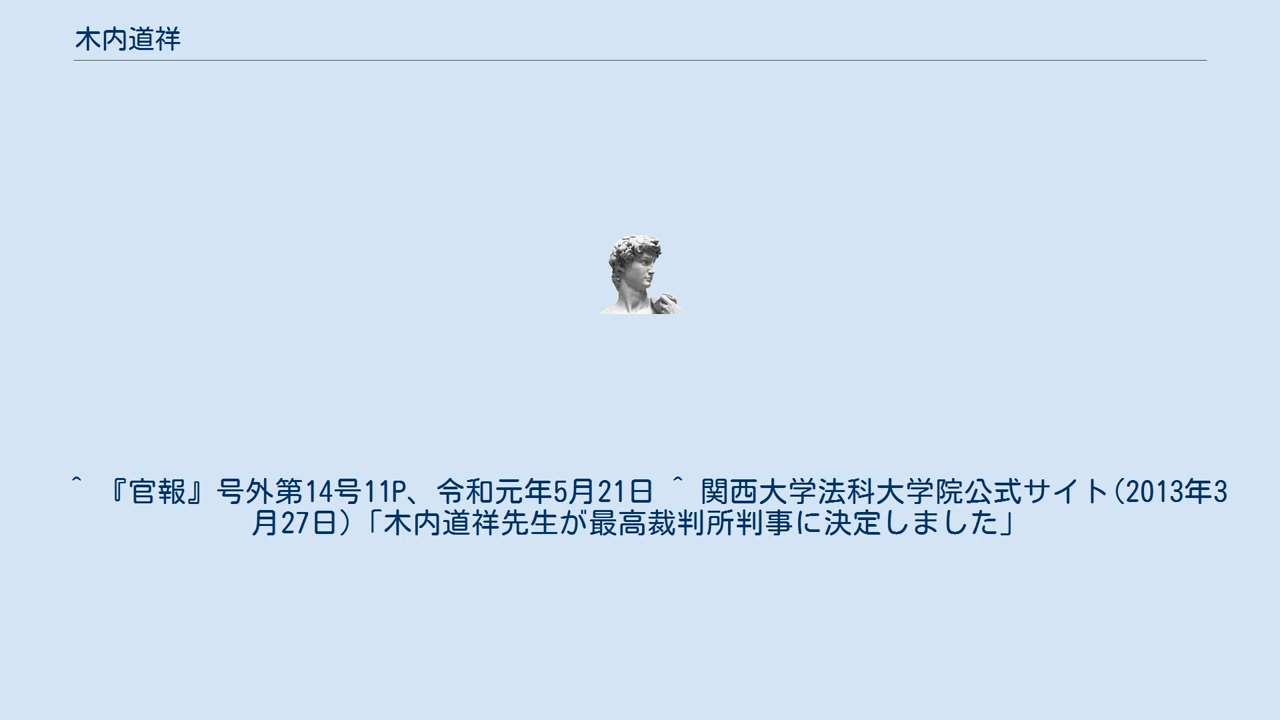 木内道祥
^ 『官報』号外第14号11P、令和元年5月21日 ^ 関西大学法科大学院公式サイト(2013年3
月27日)「木内道祥先生が最高裁判所判事に決定しました」